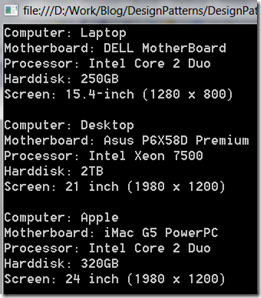 file:///D:/Work/Blog/DesignPatterns/DesignPat
Computer: Laptop
Motherboard: DELL MotherBoard
Processor: Intel Core 2 Duo
Harddisk: 250GB
Screen: 15.4-inch (1280 x 800)
Computer: Desktop
Motherboard: Asus P6X58D Premium
Processor: Intel Xeon 7500
Harddisk: 2TB
Screen: 21 inch (1980 x 1200)
Computer: Apple
Motherboard: iMac G5 PowerPC
Processor: Intel Core 2 Duo
Harddisk: 320GB
Screen: 24 inch (1980 x 1200)